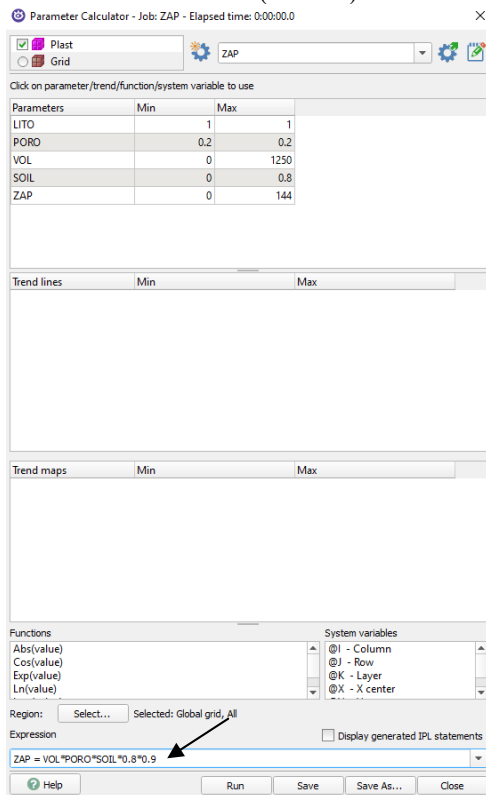 Parameter Calculator - Job: ZAP - Elapsed time: 0:00:00.0
Plast
Grid
ZAP
Click on parameter/trend/function/system variable to use
Parameters Min Max
LITO 1 1
PORO 0.2 0.2
VOL 0 1250
SOIL 0 0.8
ZAP 0 144
Trend lines Min Max
Trend maps Min Max
Functions System variables
Abs(value) @I - Column
Cos(value) @J - Row
Exp(value) @K - Layer
Ln(value) @X - X center
Region: Select... Selected: Global grid, All
Expression Display generated IPL statements
ZAP = VOL*PORO*SOIL*0.8*0.9
Help Run Save Save As... Close